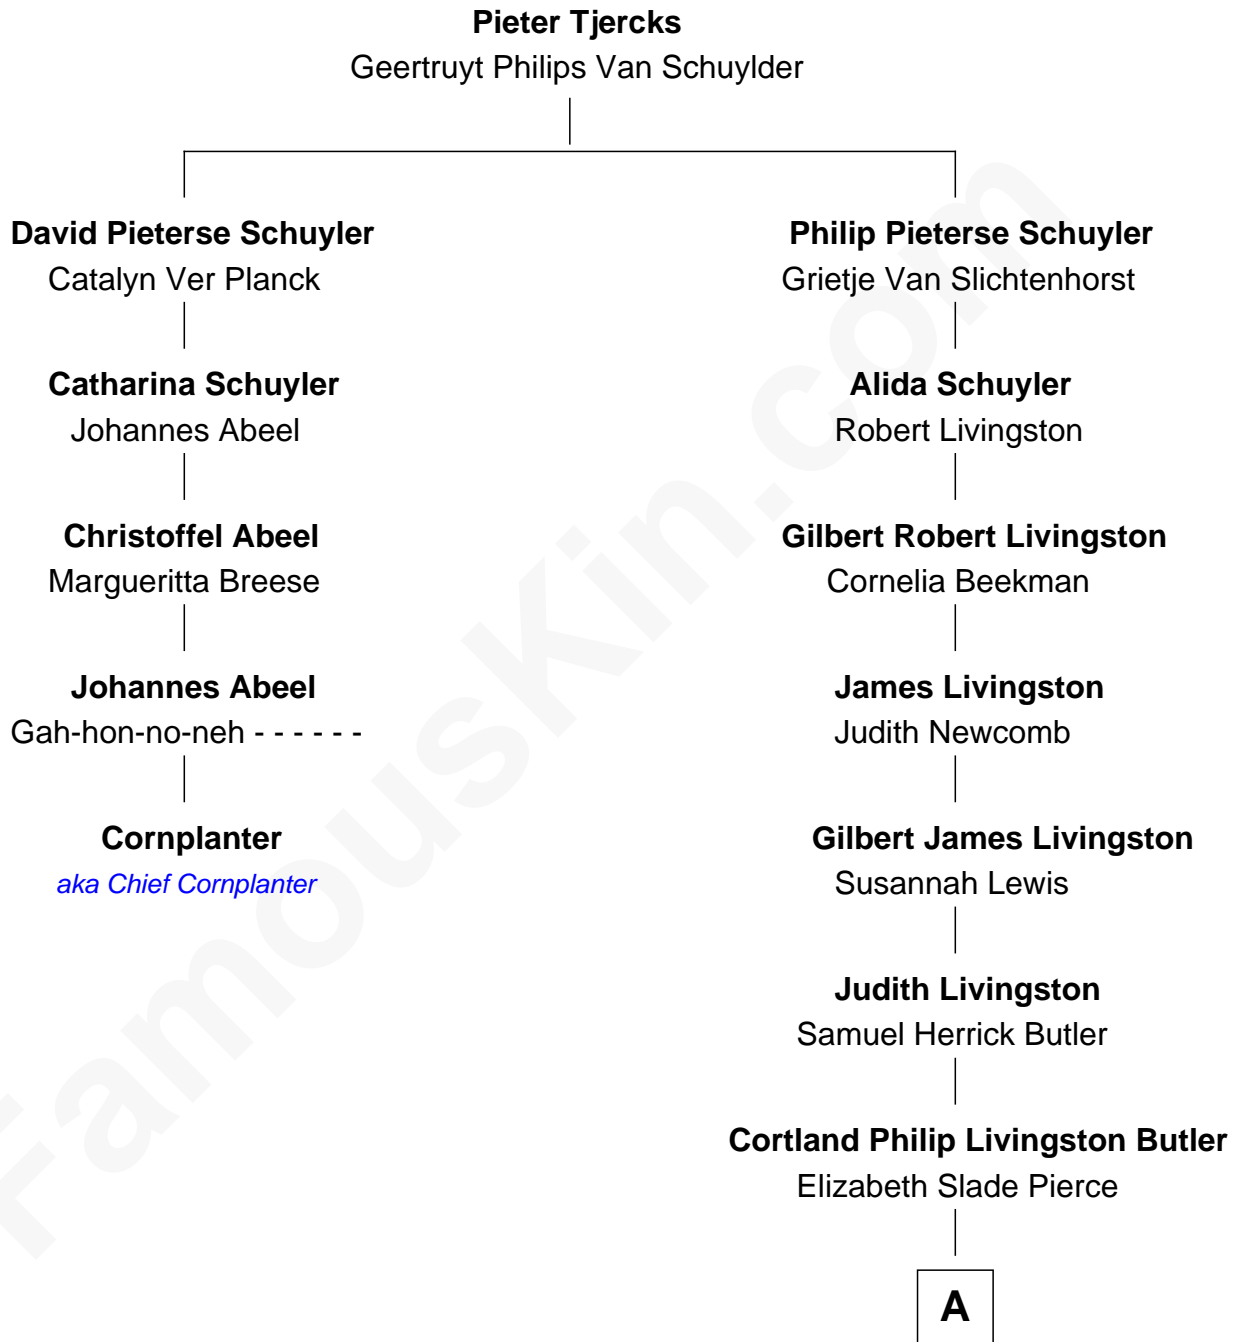 Pieter Tjercks
Geertruyt Philips Van Schuylder
David Pieterse Schuyler
Catalyn Ver Planck
Catharina Schuyler
Johannes Abeel
Christoffel Abeel
Margueritta Breese
Johannes Abeel
Gah-hon-no-neh - - - - - -
Cornplanter
aka Chief Cornplanter
Philip Pieterse Schuyler
Grietje Van Slichtenhorst
Alida Schuyler
Robert Livingston
Gilbert Robert Livingston
Cornelia Beekman
James Livingston
Judith Newcomb
Gilbert James Livingston
Susannah Lewis
Judith Livingston
Samuel Herrick Butler
Cortland Philip Livingston Butler
Elizabeth Slade Pierce
A
FamousKin.com